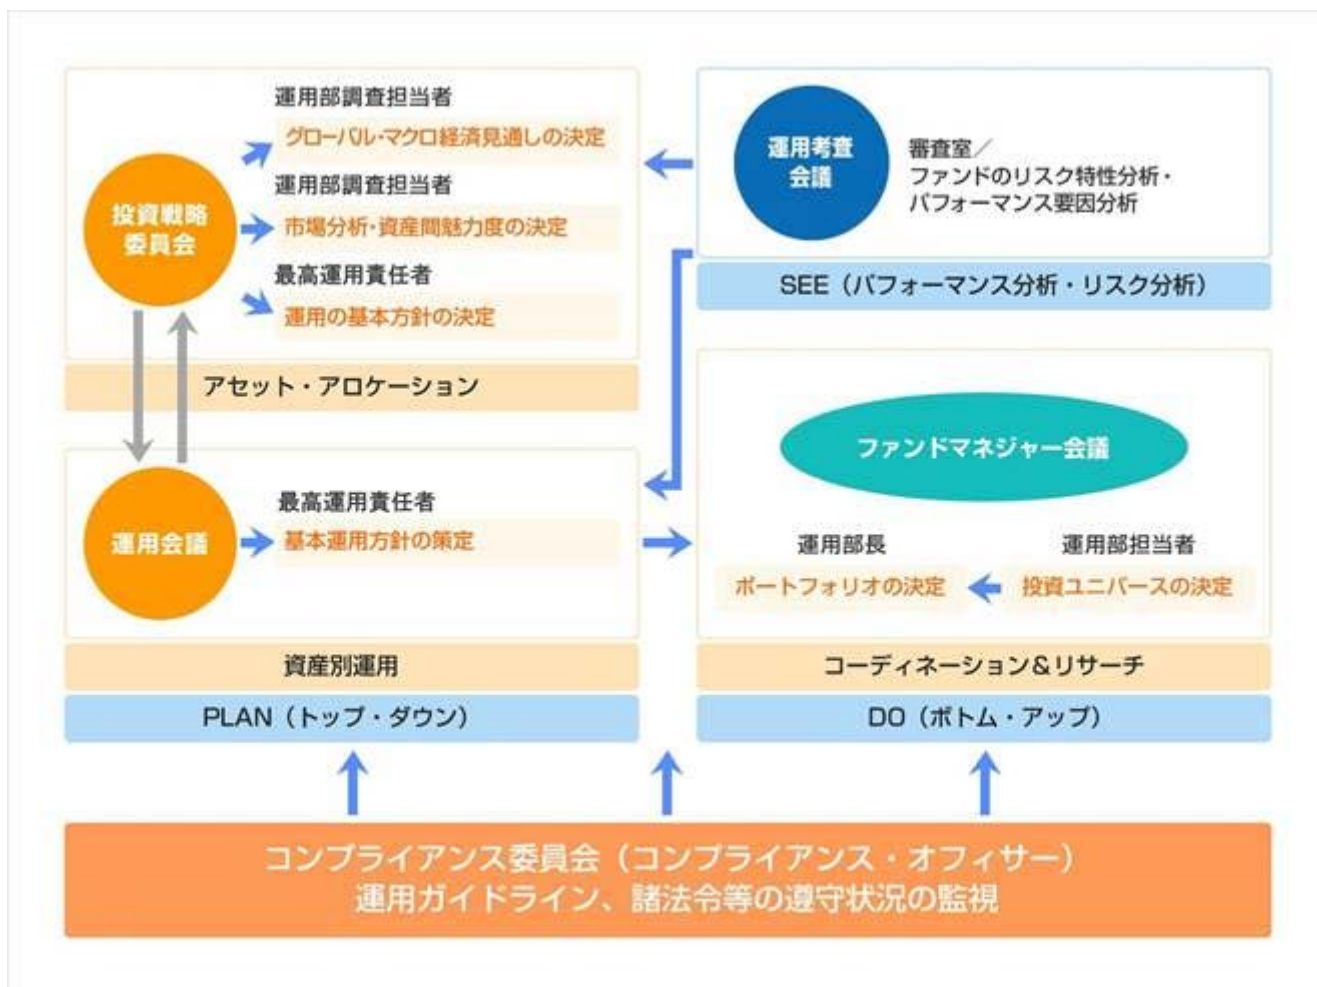 運用部調査担当者
グローバル・マクロ経済見通しの決定
運用部調査担当者
市場分析・資産間魅力度の決定
最高運用責任者
運用の基本方針の決定
投資戦略
委員会
アセット・アロケーション
運用考査
会議
審査室／
ファンドのリスク特性分析・
パフォーマンス要因分析
SEE（パフォーマンス分析・リスク分析）
運用会議
最高運用責任者
基本運用方針の策定
資産別運用
PLAN（トップ・ダウン）
ファンドマネジャー会議
運用部長
ポートフォリオの決定
運用部担当者
投資ユニバースの決定
コーディネーション＆リサーチ
DO（ボトム・アップ）
コンプライアンス委員会（コンプライアンス・オフィサー）
運用ガイドライン、諸法令等の遵守状況の監視